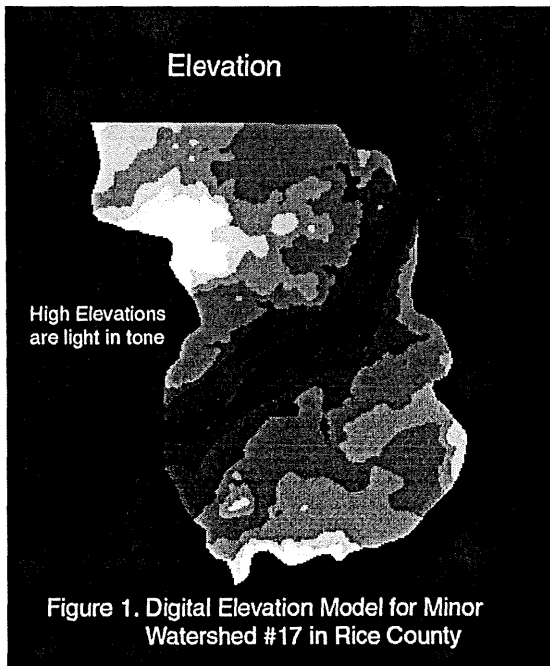 Elevation
High Elevations
are light in tone
Figure 1. Digital Elevation Model for Minor
Watershed #17 in Rice County